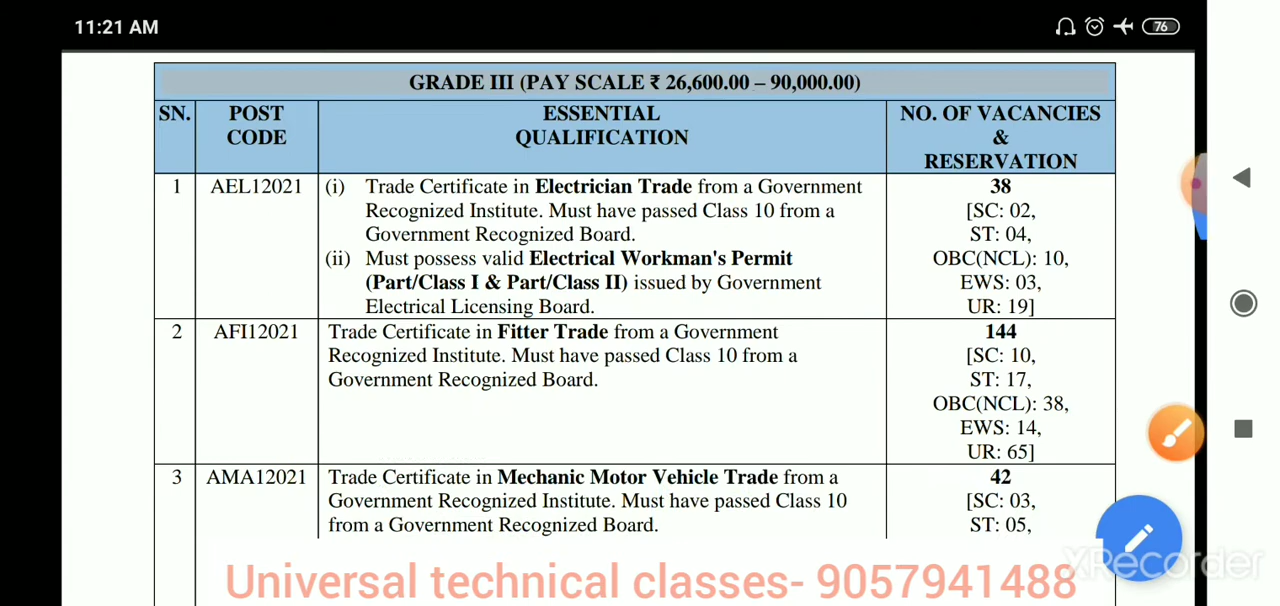 11:21 AM
76
GRADE III (PAY SCALE ₹ 26,600.00 – 90,000.00)
SN.
POST
CODE
ESSENTIAL
QUALIFICATION
NO. OF VACANCIES
&
RESERVATION
1
AEL12021
(i) Trade Certificate in Electrician Trade from a Government
Recognized Institute. Must have passed Class 10 from a
Government Recognized Board.
(ii) Must possess valid Electrical Workman's Permit
(Part/Class I & Part/Class II) issued by Government
Electrical Licensing Board.
38
[SC: 02,
ST: 04,
OBC(NCL): 10,
EWS: 03,
UR: 19]
2
AFI12021
Trade Certificate in Fitter Trade from a Government
Recognized Institute. Must have passed Class 10 from a
Government Recognized Board.
144
[SC: 10,
ST: 17,
OBC(NCL): 38,
EWS: 14,
UR: 65]
3
AMA12021
Trade Certificate in Mechanic Motor Vehicle Trade from a
Government Recognized Institute. Must have passed Class 10
from a Government Recognized Board.
42
[SC: 03,
ST: 05,
Universal technical classes- 9057941488
XRecorder